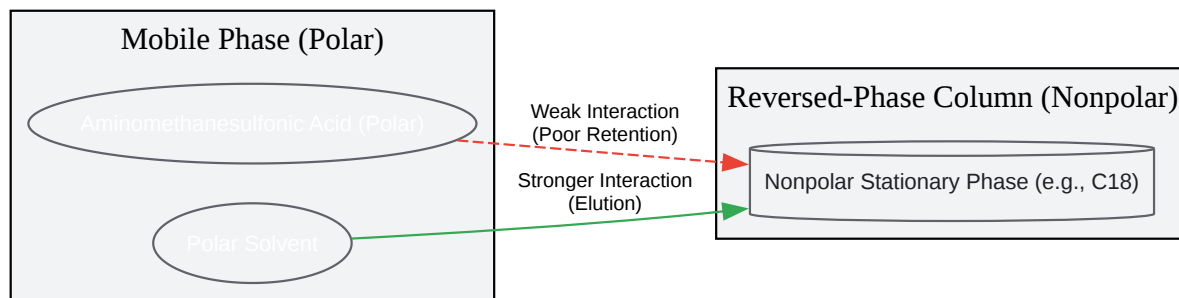 Mobile Phase (Polar)
Aminomethanesulfonic Acid (Polar)
Polar Solvent
Weak Interaction
(Poor Retention)
Stronger Interaction
(Elution)
Reversed-Phase Column (Nonpolar)
Nonpolar Stationary Phase (e.g., C18)